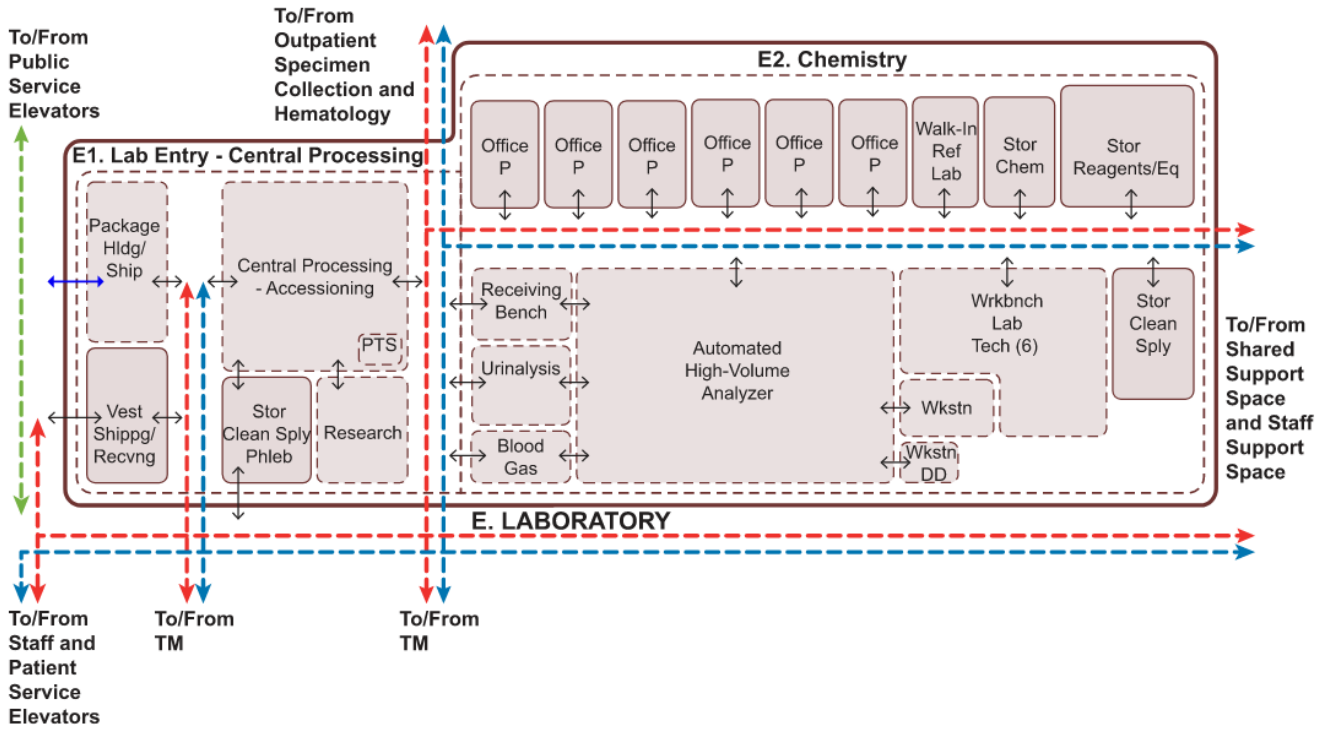 To/From
Public
Service
Elevators
To/From
Outpatient
Specimen
Collection and
Hematology
E2. Chemistry
E1. Lab Entry - Central Processing
Office
P
Office
P
Office
P
Office
P
Office
P
Office
P
Walk-In
Ref
Lab
Stor
Chem
Stor
Reagents/Eq
Package
Hldg/
Ship
Central Processing
- Accessioning
PTS
Vest
Shippg/
Recvng
Stor
Clean Sply
Phleb
Research
Receiving
Bench
Urinalysis
Blood
Gas
Automated
High-Volume
Analyzer
Wrkbnch
Lab
Tech (6)
Wkstn
Wkstn
DD
Stor
Clean
Sply
To/From
Shared
Support
Space
and Staff
Support
Space
E. LABORATORY
To/From
Staff and
Patient
Service
Elevators
To/From
TM
To/From
TM